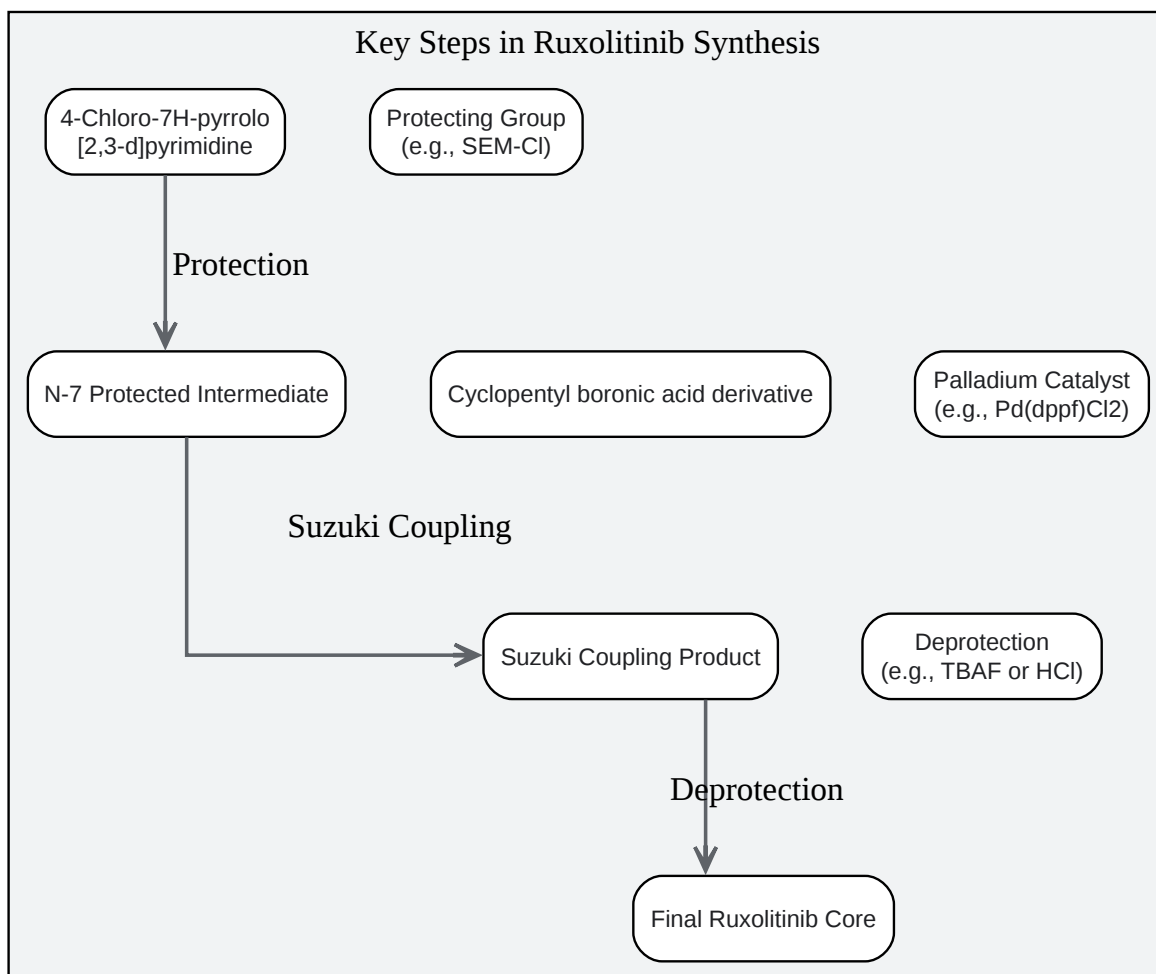 Key Steps in Ruxolitinib Synthesis
4-Chloro-7H-pyrrolo
[2,3-d]pyrimidine
Protecting Group
(e.g., SEM-Cl)
Protection
N-7 Protected Intermediate
Cyclopentyl boronic acid derivative
Palladium Catalyst
(e.g., Pd(dppf)Cl2)
Suzuki Coupling
Suzuki Coupling Product
Deprotection
(e.g., TBAF or HCl)
Deprotection
Final Ruxolitinib Core